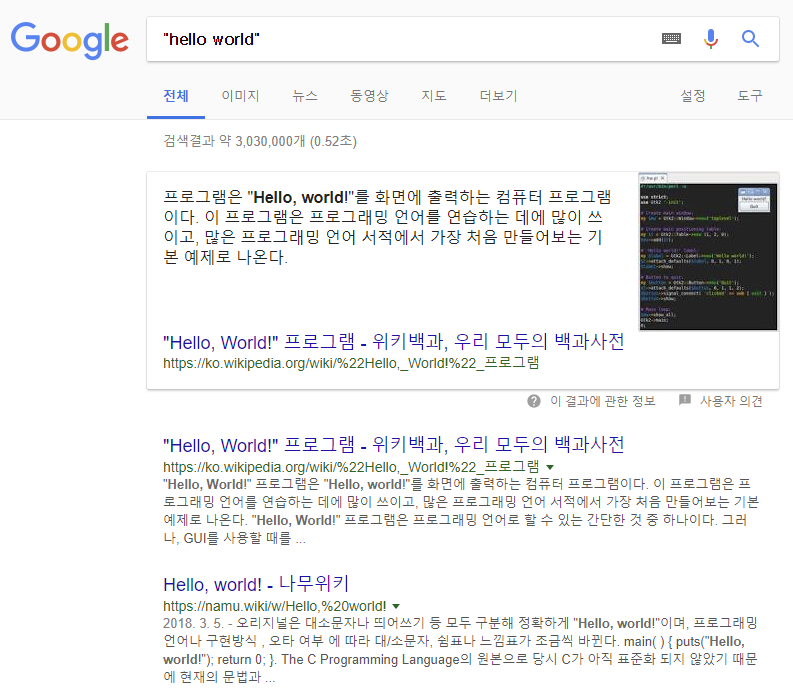 Google
"hello world"
전체 이미지 뉴스 동영상 지도 더보기 설정 도구
검색결과 약 3,030,000개 (0.52초)
프로그램은 "Hello, world!"를 화면에 출력하는 컴퓨터 프로그램
이다. 이 프로그램은 프로그래밍 언어를 연습하는 데에 많이 쓰
이고, 많은 프로그래밍 언어 서적에서 가장 처음 만들어보는 기
본 예제로 나온다.
"Hello, World!" 프로그램 - 위키백과, 우리 모두의 백과사전
https://ko.wikipedia.org/wiki/%22Hello,_World!%22_프로그램
이 결과에 관한 정보 사용자 의견
"Hello, World!" 프로그램 - 위키백과, 우리 모두의 백과사전
https://ko.wikipedia.org/wiki/%22Hello,_World!%22_프로그램
"Hello, World!" 프로그램은 "Hello, world!"를 화면에 출력하는 컴퓨터 프로그램이다. 이 프로그램은 프
로그래밍 언어를 연습하는 데에 많이 쓰이고, 많은 프로그래밍 언어 서적에서 가장 처음 만들어보는 기본
예제로 나온다. "Hello, World!" 프로그램은 프로그래밍 언어로 할 수 있는 간단한 것 중 하나이다. 그러
나, GUI를 사용할 때를 ...
Hello, world! - 나무위키
https://namu.wiki/w/Hello,%20world!
2018. 3. 5. - 오리지널은 대소문자나 띄어쓰기 등 모두 구분해 정확하게 "Hello, world!"이며, 프로그래밍
언어나 구현방식 , 오타 여부 에 따라 대/소문자, 쉼표나 느낌표가 조금씩 바뀐다. main( ) { puts("Hello,
world!"); return 0; }. The C Programming Language의 원본으로 당시 C가 아직 표준화 되지 않았기 때문
에 현재의 문법과 ...